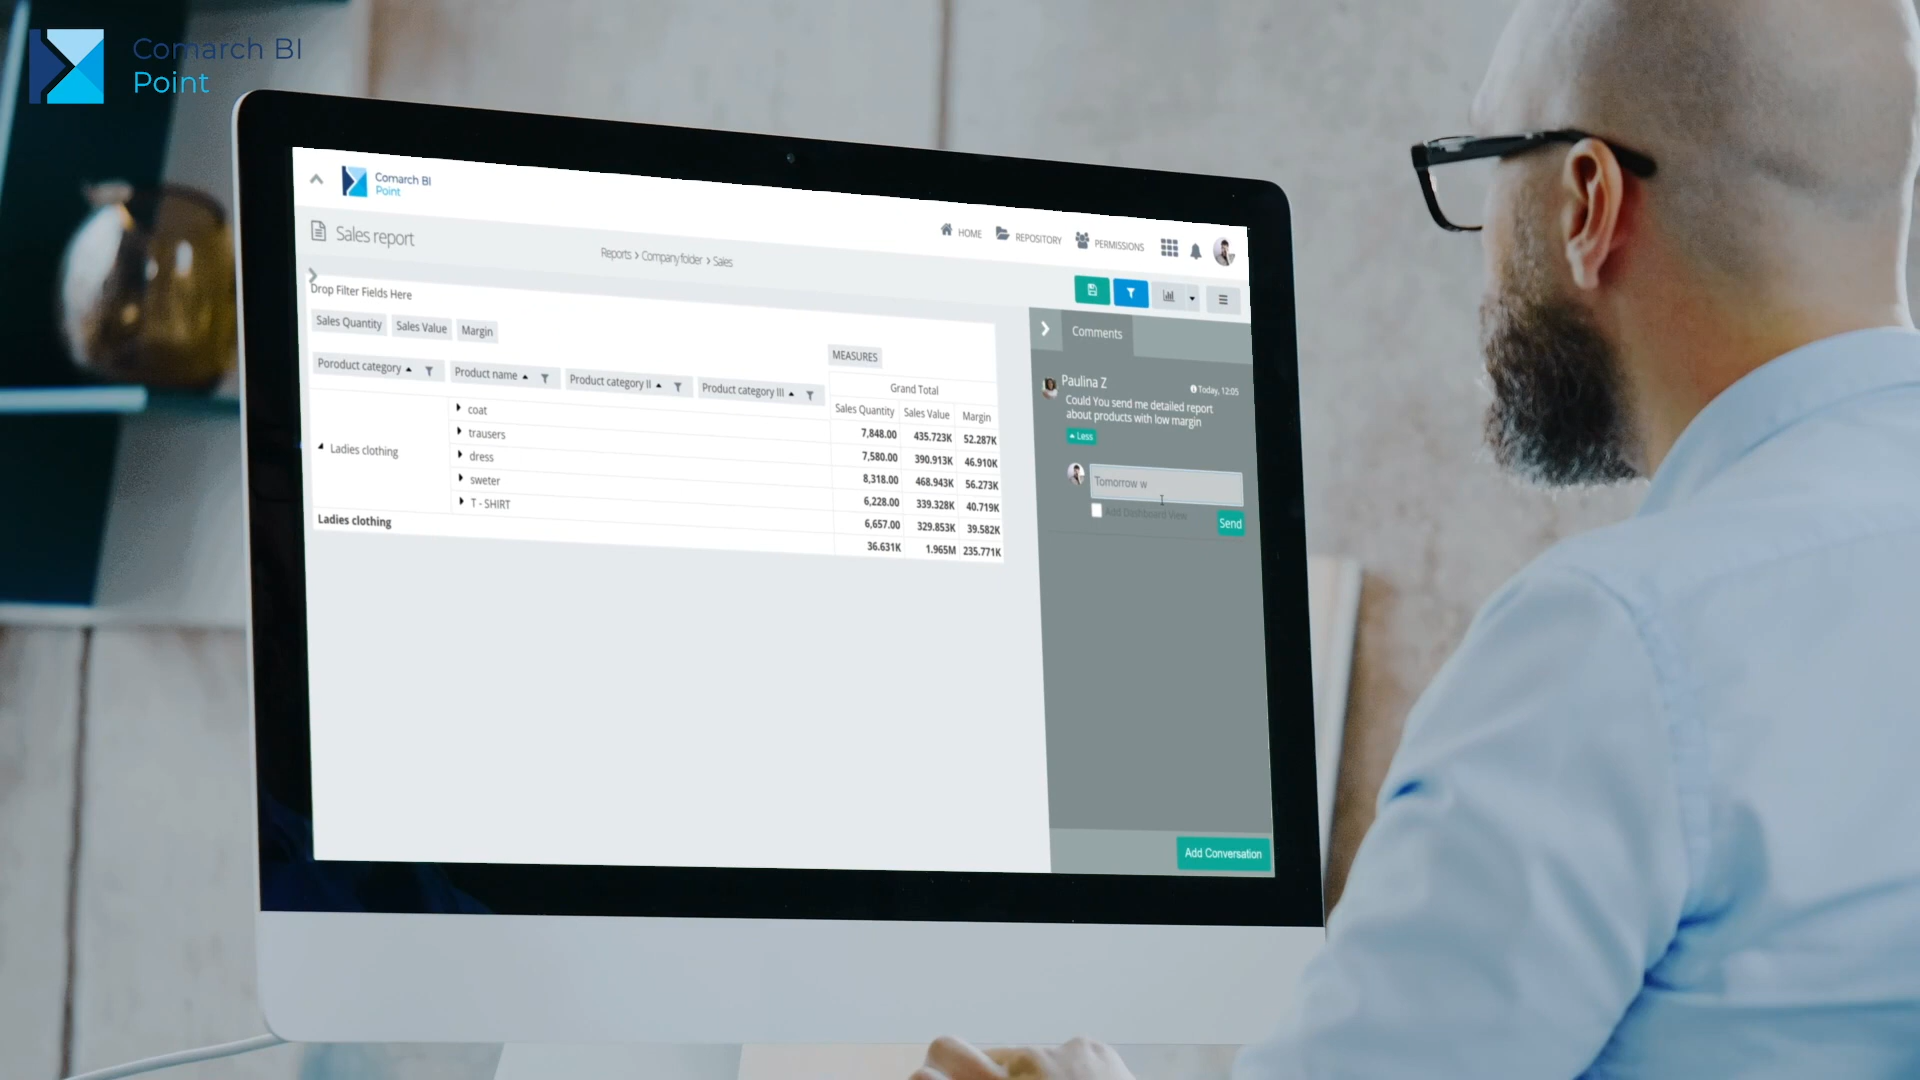 Comarch BI
Point
Comarch BI
Point
HOME
REPOSITORY
PERMISSIONS
Sales report
Reports > Company folder > Sales
Drop Filter Fields Here
Sales Quantity Sales Value Margin
MEASURES
Poroduct category Product name Product category II Product category III
Grand Total
Sales Quantity Sales Value Margin
Ladies clothing
coat 7,848.00 435.723K 52.287K
trausers 7,580.00 390.913K 46.910K
dress 8,318.00 468.943K 56.273K
sweter 6,228.00 339.328K 40.719K
T - SHIRT 6,657.00 329.853K 39.582K
Ladies clothing 36.631K 1.965M 235.771K
Comments
Paulina Z Today, 12:05
Could You send me detailed report
about products with low margin
Less
Tomorrow w
Add Dashboard View
Send
Add Conversation